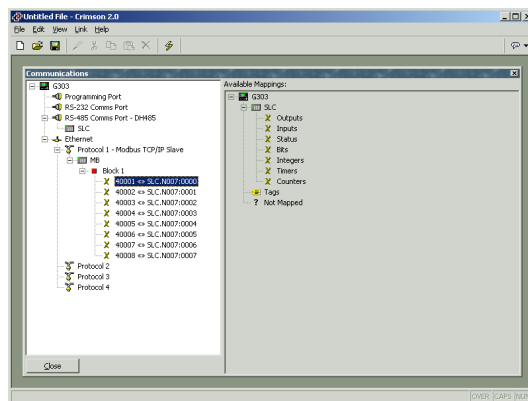 Untitled File - Crimson 2.0
File Edit View Link Help
Communications
G303
Programming Port
RS-232 Comms Port
RS-485 Comms Port - DH485
SLC
Ethernet
Protocol 1 - Modbus TCP/IP Slave
MB
Block 1
40001 <=> SLC.N007:0000
40002 <=> SLC.N007:0001
40003 <=> SLC.N007:0002
40004 <=> SLC.N007:0003
40005 <=> SLC.N007:0004
40006 <=> SLC.N007:0005
40007 <=> SLC.N007:0006
40008 <=> SLC.N007:0007
Protocol 2
Protocol 3
Protocol 4
Close
Available Mappings:
G303
SLC
Outputs
Inputs
Status
Bits
Integers
Timers
Counters
Tags
? Not Mapped
OVER CAPS NUM